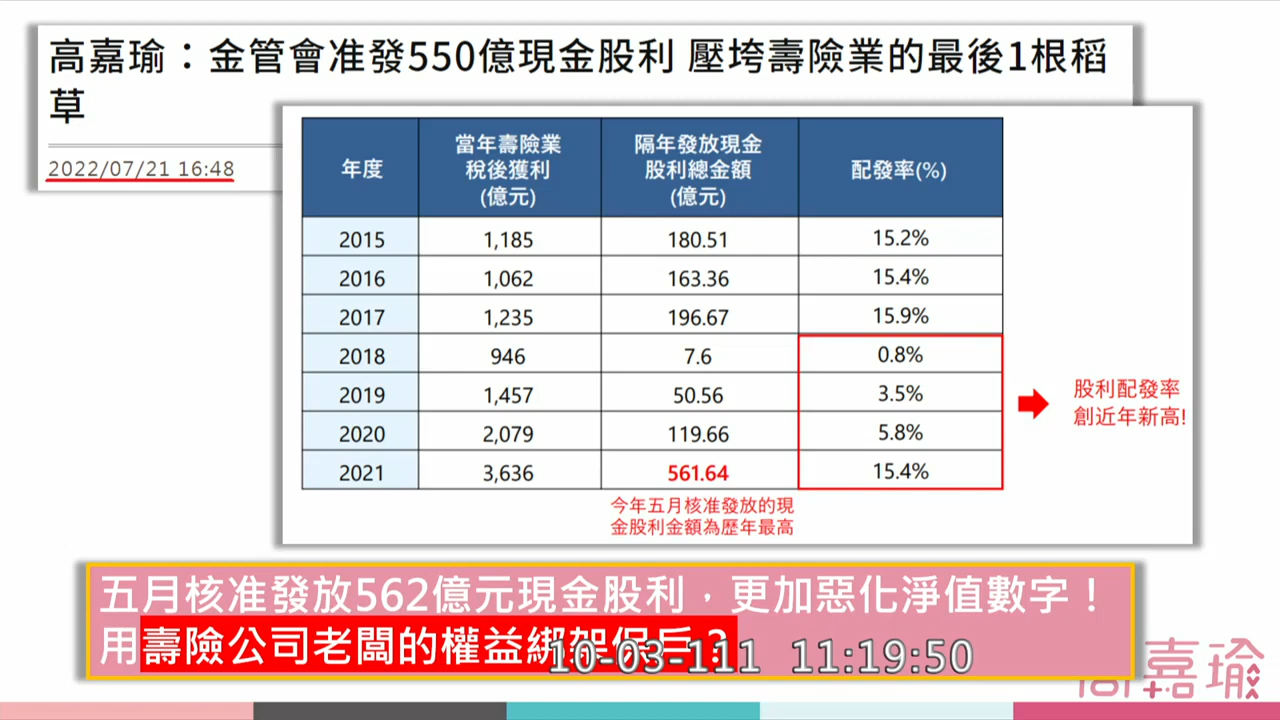 高嘉瑜：金管會准發550億現金股利 壓垮壽險業的最後1根稻
草
2022/07/21 16:48
年度 當年壽險業稅後獲利(億元) 隔年發放現金股利總金額(億元) 配發率(%)
2015 1,185 180.51 15.2%
2016 1,062 163.36 15.4%
2017 1,235 196.67 15.9%
2018 946 7.6 0.8%
2019 1,457 50.56 3.5%
2020 2,079 119.66 5.8%
2021 3,636 561.64 15.4%
股利配發率
創近年新高!
今年五月核准發放的現
金股利金額為歷年最高
五月核准發放562億元現金股利，更加惡化淨值數字！
用壽險公司老闆的權益綁架保戶？
10-03-111 11:19:50
高嘉瑜